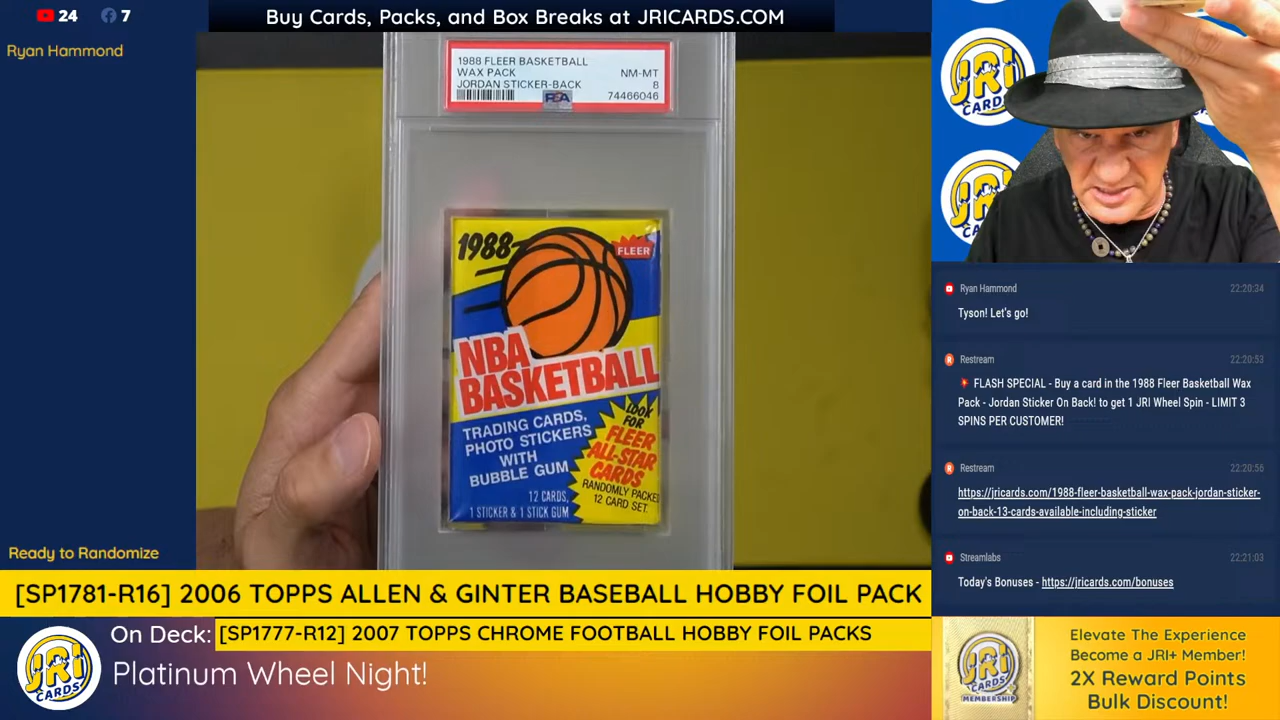 24
7
Buy Cards, Packs, and Box Breaks at JRICARDS.COM
Ryan Hammond
1988 FLEER BASKETBALL
WAX PACK
NM-MT
JORDAN STICKER-BACK
8
PSA
74466046
1988
FLEER
NBA
BASKETBALL
TRADING CARDS,
PHOTO STICKERS
WITH
BUBBLE GUM
12 CARDS,
1 STICKER & 1 STICK GUM
LOOK
FOR
FLEER
ALL-STAR
CARDS
RANDOMLY PACKED
12 CARD SET.
JRI
CARDS
JRI
CARDS
Ryan Hammond
22:20:34
Tyson! Let's go!
Restream
22:20:53
FLASH SPECIAL - Buy a card in the 1988 Fleer Basketball Wax
Pack - Jordan Sticker On Back! to get 1 JRI Wheel Spin - LIMIT 3
SPINS PER CUSTOMER!
Restream
22:20:56
https://jricards.com/1988-fleer-basketball-wax-pack-jordan-sticker-
on-back-13-cards-available-including-sticker
Streamlabs
22:21:03
Today's Bonuses - https://jricards.com/bonuses
Ready to Randomize
[SP1781-R16] 2006 TOPPS ALLEN & GINTER BASEBALL HOBBY FOIL PACK
On Deck: [SP1777-R12] 2007 TOPPS CHROME FOOTBALL HOBBY FOIL PACKS
Platinum Wheel Night!
JRI
CARDS
JRI
CARDS
MEMBERSHIP
Elevate The Experience
Become a JRI+ Member!
2X Reward Points
Bulk Discount!